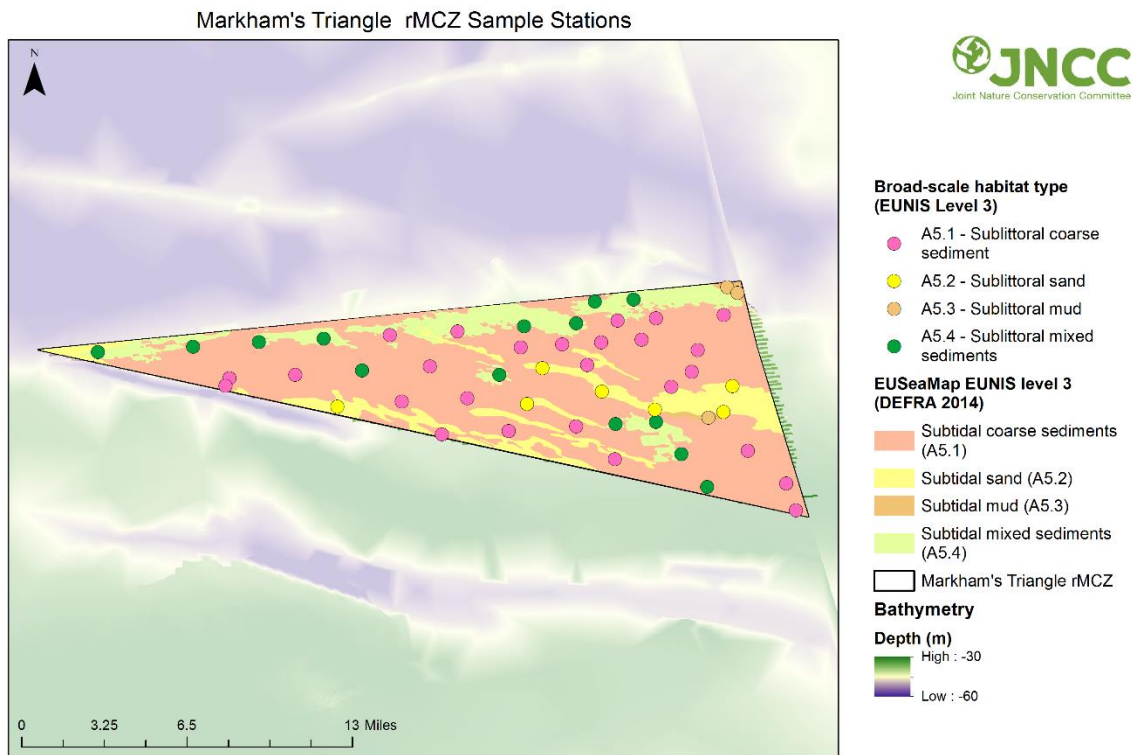 Markham's Triangle rMCZ Sample Stations
N
JNCC
Joint Nature Conservation Committee
Broad-scale habitat type
(EUNIS Level 3)
A5.1 - Sublittoral coarse
sediment
A5.2 - Sublittoral sand
A5.3 - Sublittoral mud
A5.4 - Sublittoral mixed
sediments
EUSeaMap EUNIS level 3
(DEFRA 2014)
Subtidal coarse sediments
(A5.1)
Subtidal sand (A5.2)
Subtidal mud (A5.3)
Subtidal mixed sediments
(A5.4)
Markham's Triangle rMCZ
Bathymetry
Depth (m)
High : -30
Low : -60
0 3.25 6.5 13 Miles